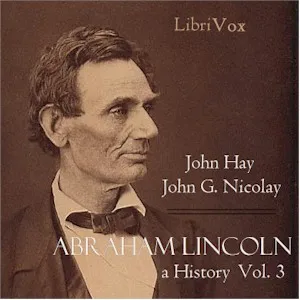 LibriVox
John Hay
John G. Nicolay
ABRAHAM LINCOLN
a History Vol. 3